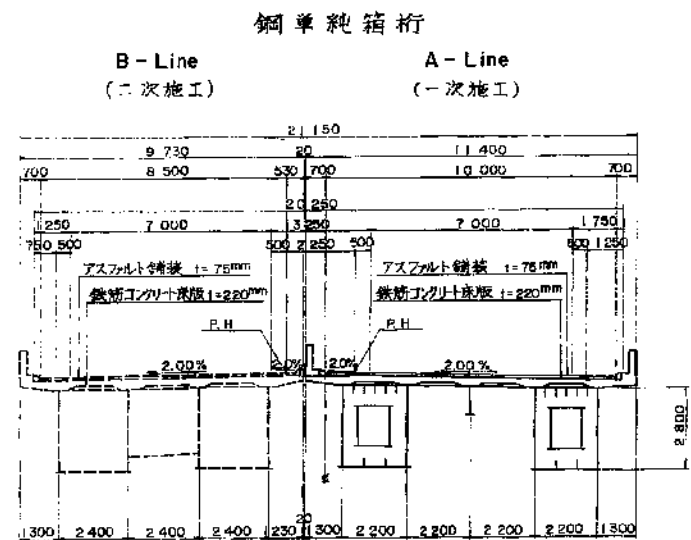 鋼単純箱桁
B-Line A-Line
(二次施工) (一次施工)
21 150
9 730 20 11 400
700 8 500 530 700 10 000 700
20 250
1 250 7 000 3 250 7 000 1 750
750 500 500 2 250 500 500 1 250
アスファルト舗装 t=75mm アスファルト舗装 t=75mm
鉄筋コンクリート床版 t=220mm 鉄筋コンクリート床版 t=220mm
P.H P.H
2.00% 2.0% 2.0% 2.00%
2.800
20
1 300 2 400 2 400 2 400 1 230 1 300 2 200 2 200 2 200 2 200 1 300